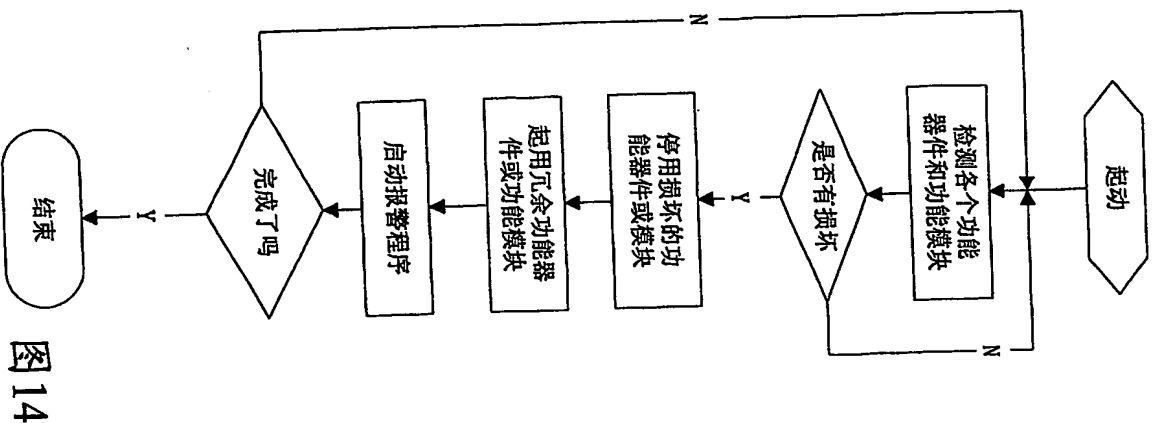 起动
检测各个功能
器件和功能模块
是否有损坏
N
Y
停用损坏的功
能器件或模块
起用冗余功能器
件或功能模块
启动报警程序
完成了吗
N
Y
结束
图14